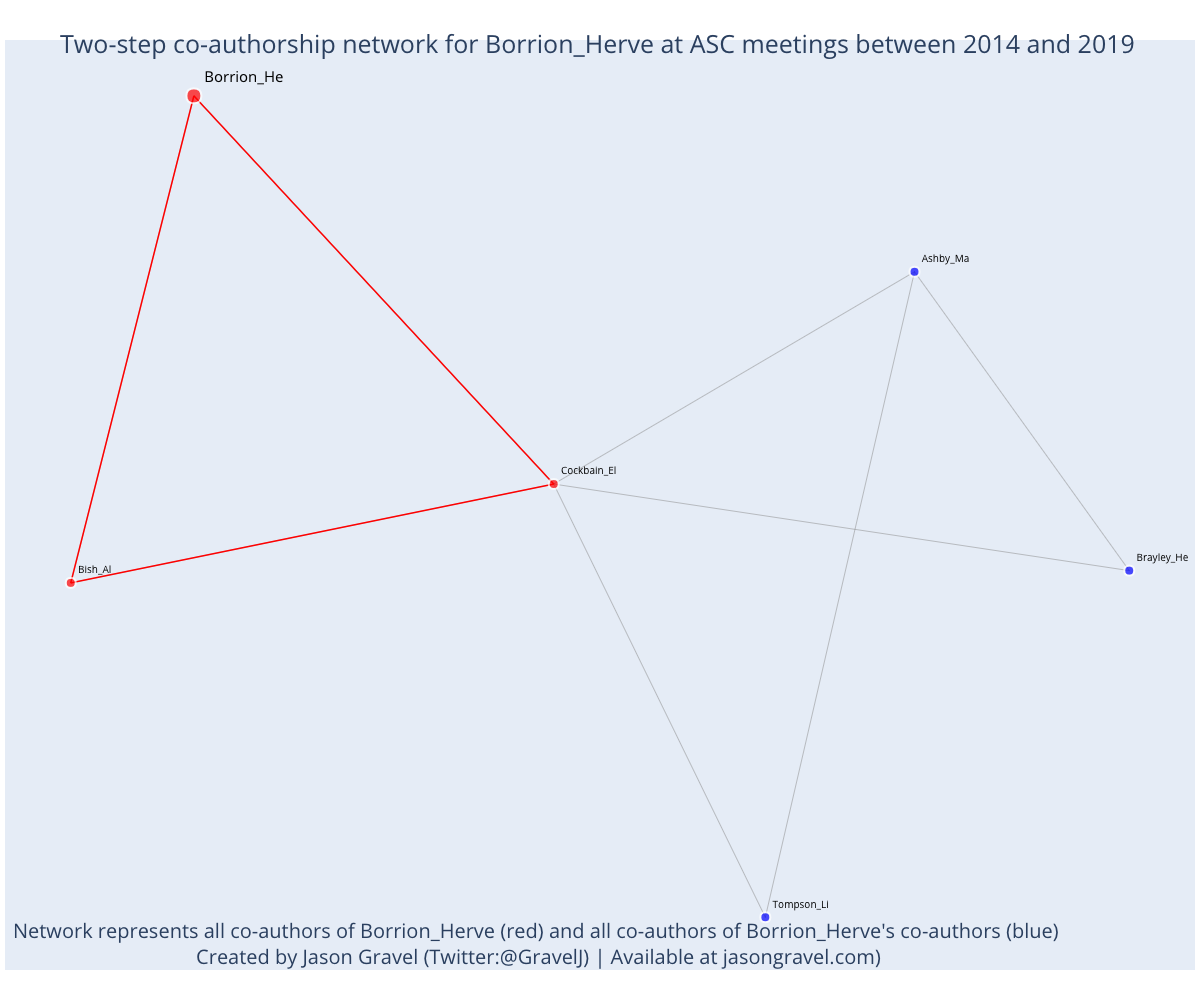 Two-step co-authorship network for Borrion_Herve at ASC meetings between 2014 and 2019
Borrion_He
Ashby_Ma
Cockbain_El
Brayley_He
Bish_Al
Tompson_Li
Network represents all co-authors of Borrion_Herve (red) and all co-authors of Borrion_Herve's co-authors (blue)
Created by Jason Gravel (Twitter:@GravelJ) | Available at jasongravel.com)